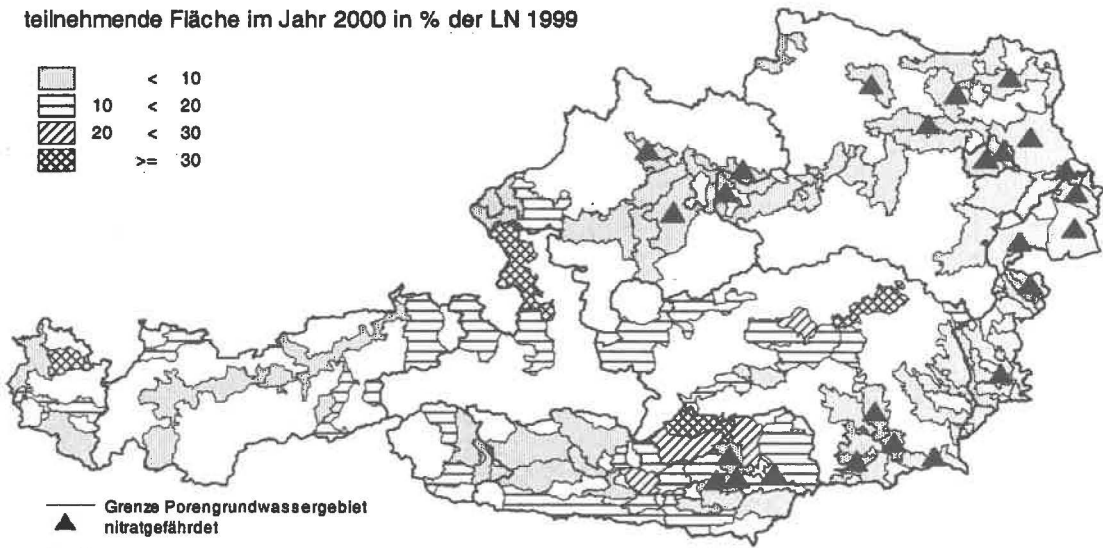 teilnehmende Fläche im Jahr 2000 in % der LN 1999
< 10
10 < 20
20 < 30
>= 30
Grenze Porengrundwassergebiet
nitratgefährdet